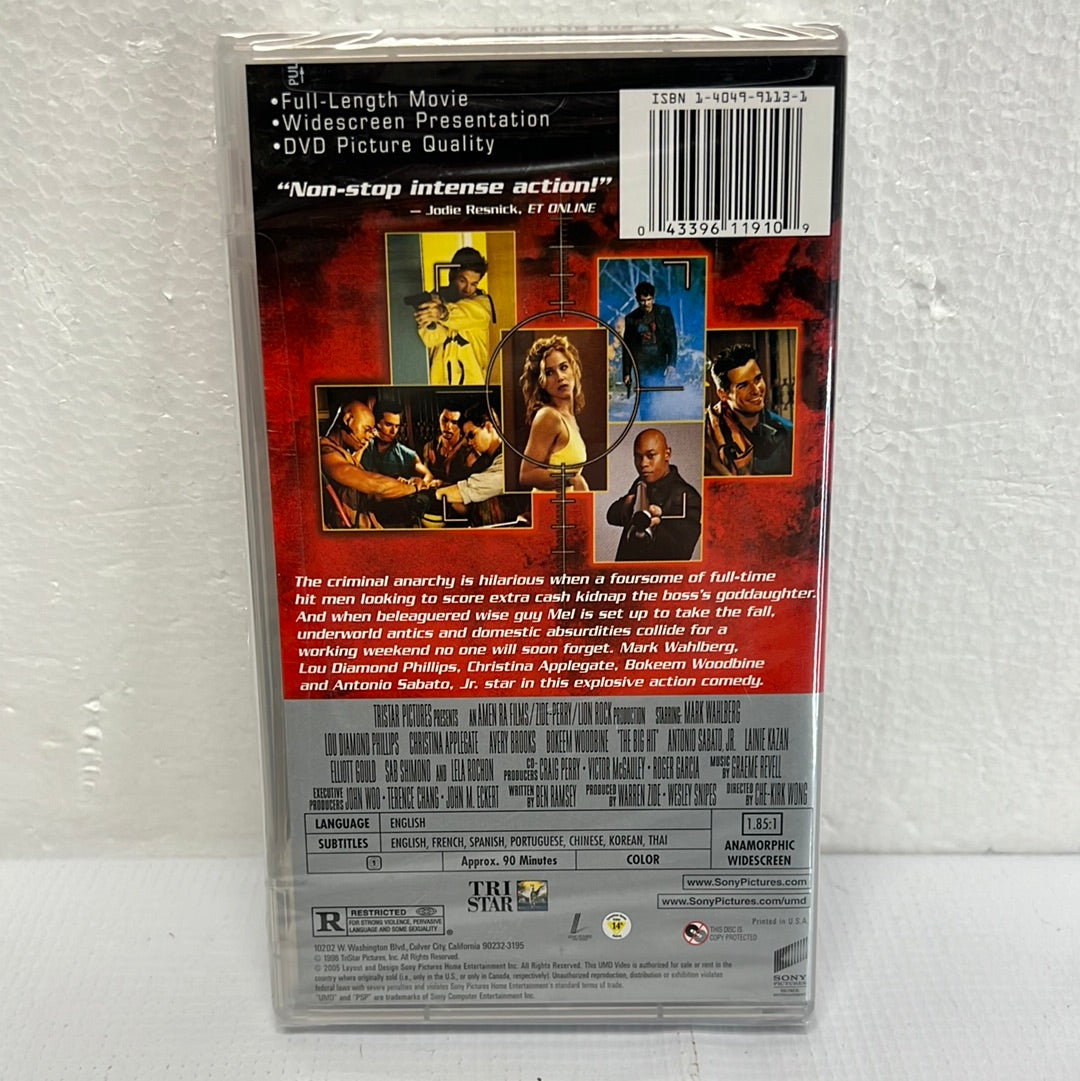 PUL
•Full-Length Movie
•Widescreen Presentation
•DVD Picture Quality
ISBN 1-4049-9113-1
0 43396 11910 9
“Non-stop intense action!”
— Jodie Resnick, ET ONLINE
The criminal anarchy is hilarious when a foursome of full-time
hit men looking to score extra cash kidnap the boss's goddaughter.
And when beleaguered wise guy Mel is set up to take the fall,
underworld antics and domestic absurdities collide for a
working weekend no one will soon forget. Mark Wahlberg,
Lou Diamond Phillips, Christina Applegate, Bokeem Woodbine
and Antonio Sabato, Jr. star in this explosive action comedy.
TRISTAR PICTURES PRESENTS AN AMEN RA FILMS/ZIDE-PERRY/LION ROCK PRODUCTION STARRING MARK WAHLBERG
LOU DIAMOND PHILLIPS CHRISTINA APPLEGATE AVERY BROOKS BOKEEM WOODBINE "THE BIG HIT" ANTONIO SABATO, JR. LAINIE KAZAN
ELLIOTT GOULD SAB SHIMONO AND LELA ROCHON CO-PRODUCERS CRAIG PERRY • VICTOR McGAULEY • ROGER GARCIA MUSIC BY GRAEME REVELL
EXECUTIVE PRODUCERS JOHN WOO • TERENCE CHANG • JOHN M. ECKERT WRITTEN BY BEN RAMSEY PRODUCED BY WARREN ZIDE • WESLEY SNIPES DIRECTED BY CHE-KIRK WONG
LANGUAGE ENGLISH
SUBTITLES ENGLISH, FRENCH, SPANISH, PORTUGUESE, CHINESE, KOREAN, THAI
1 Approx. 90 Minutes COLOR
1.85:1
ANAMORPHIC
WIDESCREEN
TRI
STAR
www.SonyPictures.com
www.SonyPictures.com/umd
R RESTRICTED
FOR STRONG VIOLENCE, PERVASIVE
LANGUAGE AND SOME SEXUALITY
14
THIS DISC IS
COPY PROTECTED
Printed in U.S.A.
10202 W. Washington Blvd., Culver City, California 90232-3195
© 1998 TriStar Pictures, Inc. All Rights Reserved.
© 2005 Layout and Design Sony Pictures Home Entertainment Inc. All Rights Reserved. This UMD Video is authorized for sale or rent in the
country where originally sold (i.e., only in the U.S., or only in Canada, respectively). Unauthorized reproduction, distribution or exhibition violates
federal laws with severe penalties and violates Sony Pictures Home Entertainment's standard terms of trade.
"UMD" and "PSP" are trademarks of Sony Computer Entertainment Inc.
SONY
PICTURES